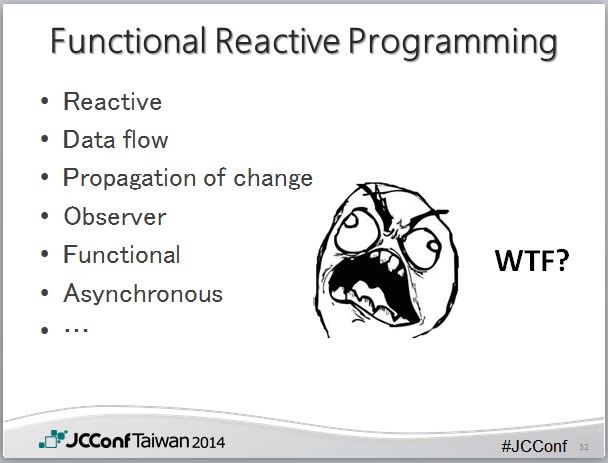 Functional Reactive Programming
• Reactive
• Data flow
• Propagation of change
• Observer
• Functional
• Asynchronous
• …
WTF?
JCConf Taiwan 2014
#JCConf
32